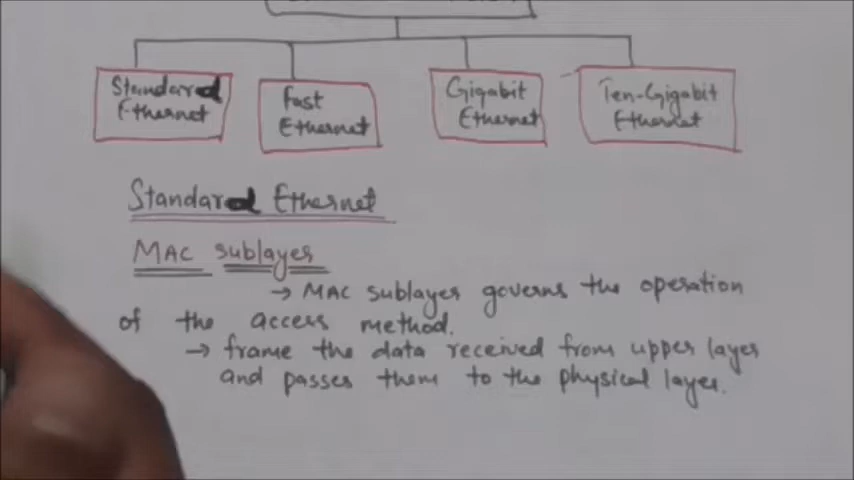 Standard
Ethernet
Fast
Ethernet
Gigabit
Ethernet
Ten-Gigabit
Ethernet
Standard Ethernet
MAC sublayer
→ MAC sublayer governs the operation
of the access method.
→ frame the data received from upper layer
and passes them to the physical layer.